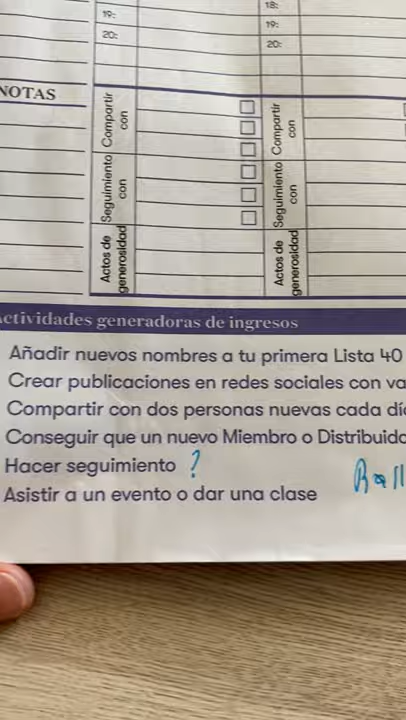 19:
20:
18:
19:
20:
NOTAS
Compartir con
Seguimiento con
Actos de generosidad
Compartir con
Seguimiento con
Actos de generosidad
Actividades generadoras de ingresos
Añadir nuevos nombres a tu primera Lista 40
Crear publicaciones en redes sociales con va
Compartir con dos personas nuevas cada día
Conseguir que un nuevo Miembro o Distribuido
Hacer seguimiento ?
Asistir a un evento o dar una clase